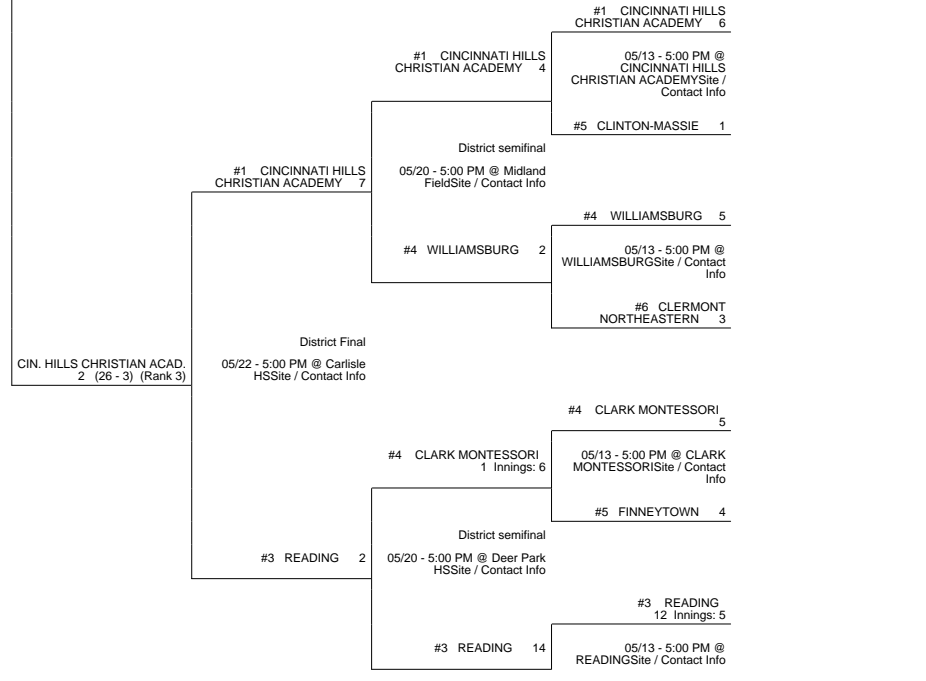 #1 CINCINNATI HILLS
CHRISTIAN ACADEMY 6
#1 CINCINNATI HILLS
CHRISTIAN ACADEMY 4
05/13 - 5:00 PM @
CINCINNATI HILLS
CHRISTIAN ACADEMYSite /
Contact Info
#5 CLINTON-MASSIE 1
District semifinal
05/20 - 5:00 PM @ Midland
FieldSite / Contact Info
#1 CINCINNATI HILLS
CHRISTIAN ACADEMY 7
#4 WILLIAMSBURG 5
#4 WILLIAMSBURG 2
05/13 - 5:00 PM @
WILLIAMSBURGSite / Contact
Info
#6 CLERMONT
NORTHEASTERN 3
District Final
05/22 - 5:00 PM @ Carlisle
HSSite / Contact Info
CIN. HILLS CHRISTIAN ACAD.
2 (26 - 3) (Rank 3)
#4 CLARK MONTESSORI
5
#4 CLARK MONTESSORI
1 Innings: 6
05/13 - 5:00 PM @ CLARK
MONTESSORISite / Contact
Info
#5 FINNEYTOWN 4
District semifinal
05/20 - 5:00 PM @ Deer Park
HSSite / Contact Info
#3 READING 2
#3 READING
12 Innings: 5
#3 READING 14
05/13 - 5:00 PM @
READINGSite / Contact Info